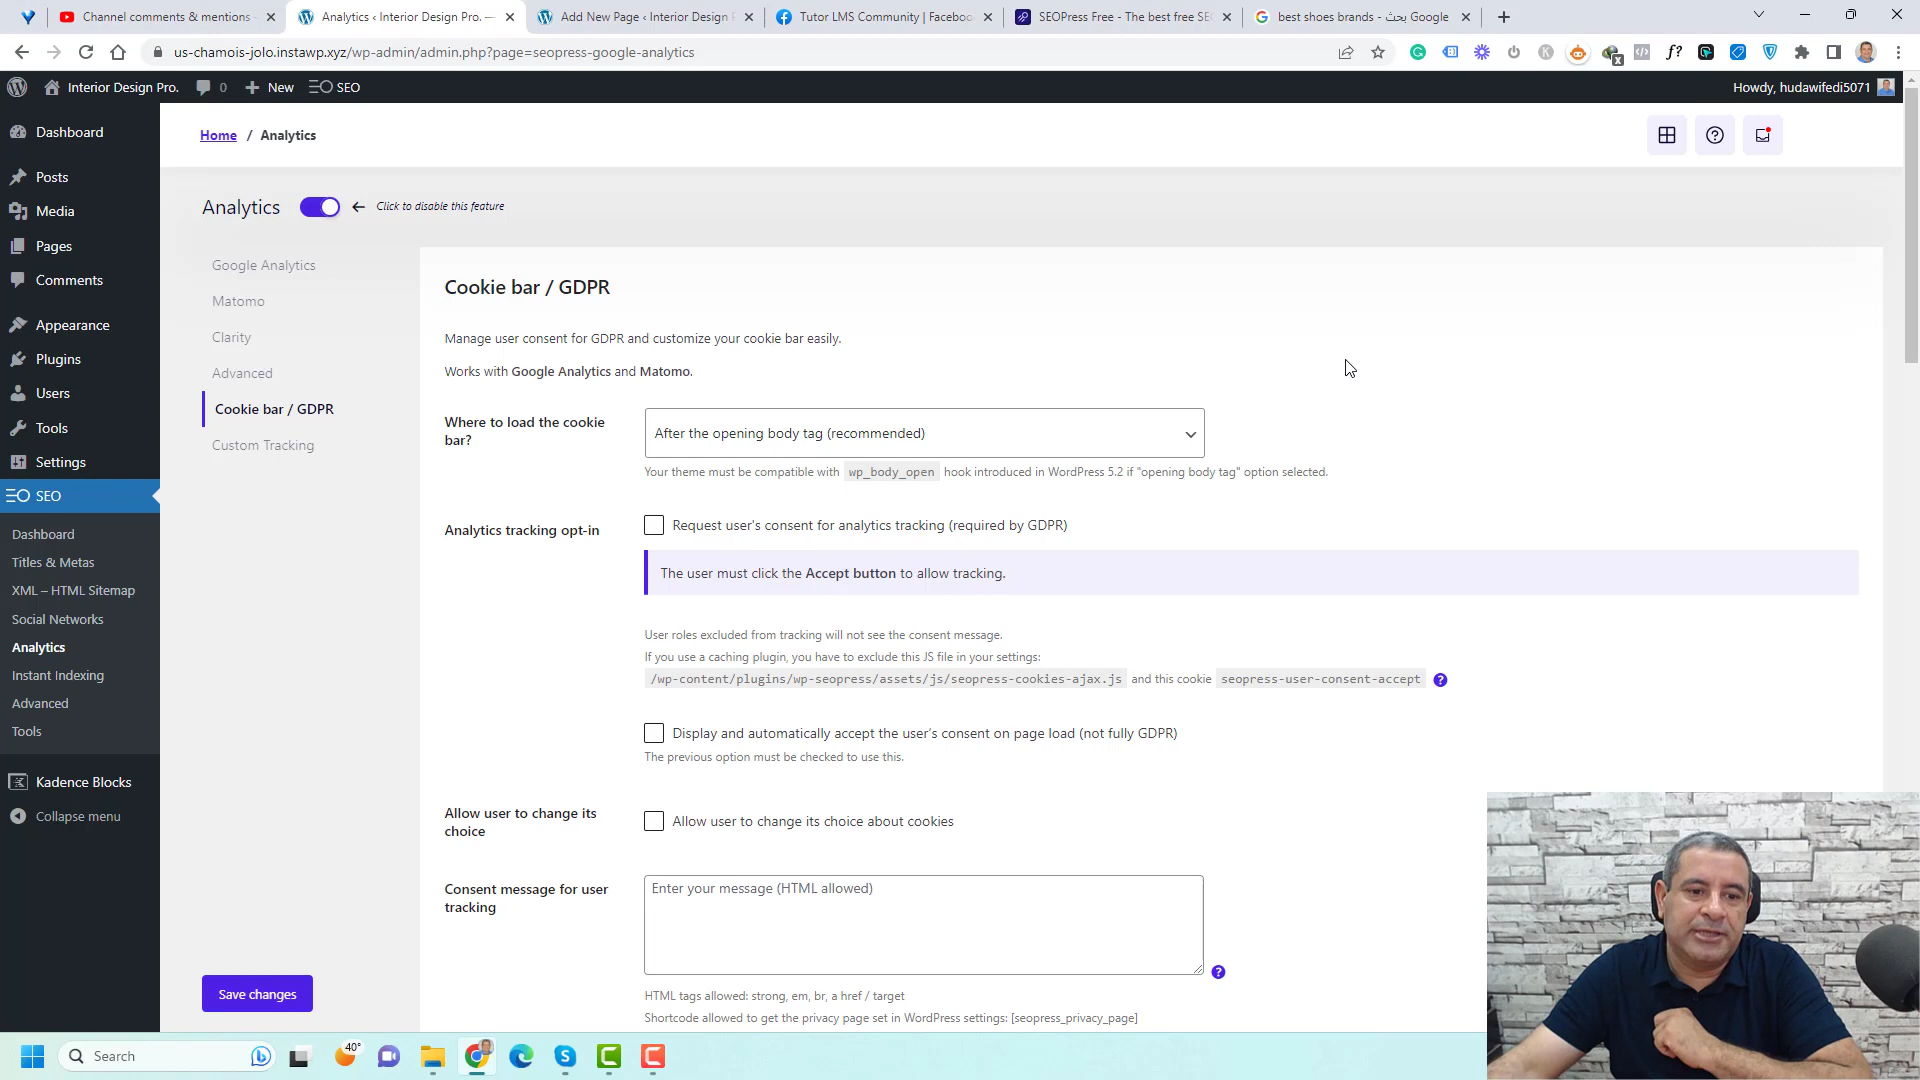 Channel comments & mentions -
Analytics ‹ Interior Design Pro. —
Add New Page ‹ Interior Design P
Tutor LMS Community | Facebook
SEOPress Free - The best free SEO
best shoes brands - بحث Google
us-chamois-jolo.instawp.xyz/wp-admin/admin.php?page=seopress-google-analytics
Interior Design Pro.
0
New
SEO
Howdy, hudawifedi5071
Home / Analytics
Dashboard
Posts
Media
Pages
Comments
Appearance
Plugins
Users
Tools
Settings
SEO
Dashboard
Titles & Metas
XML – HTML Sitemap
Social Networks
Analytics
Instant Indexing
Advanced
Tools
Kadence Blocks
Collapse menu
Analytics
Click to disable this feature
Google Analytics
Matomo
Clarity
Advanced
Cookie bar / GDPR
Custom Tracking
Save changes
Cookie bar / GDPR
Manage user consent for GDPR and customize your cookie bar easily.
Works with Google Analytics and Matomo.
Where to load the cookie
bar?
After the opening body tag (recommended)
Your theme must be compatible with wp_body_open hook introduced in WordPress 5.2 if "opening body tag" option selected.
Analytics tracking opt-in
Request user's consent for analytics tracking (required by GDPR)
The user must click the Accept button to allow tracking.
User roles excluded from tracking will not see the consent message.
If you use a caching plugin, you have to exclude this JS file in your settings:
/wp-content/plugins/wp-seopress/assets/js/seopress-cookies-ajax.js and this cookie seopress-user-consent-accept
Display and automatically accept the user's consent on page load (not fully GDPR)
The previous option must be checked to use this.
Allow user to change its
choice
Allow user to change its choice about cookies
Consent message for user
tracking
Enter your message (HTML allowed)
HTML tags allowed: strong, em, br, a href / target
Shortcode allowed to get the privacy page set in WordPress settings: [seopress_privacy_page]
Search
40°